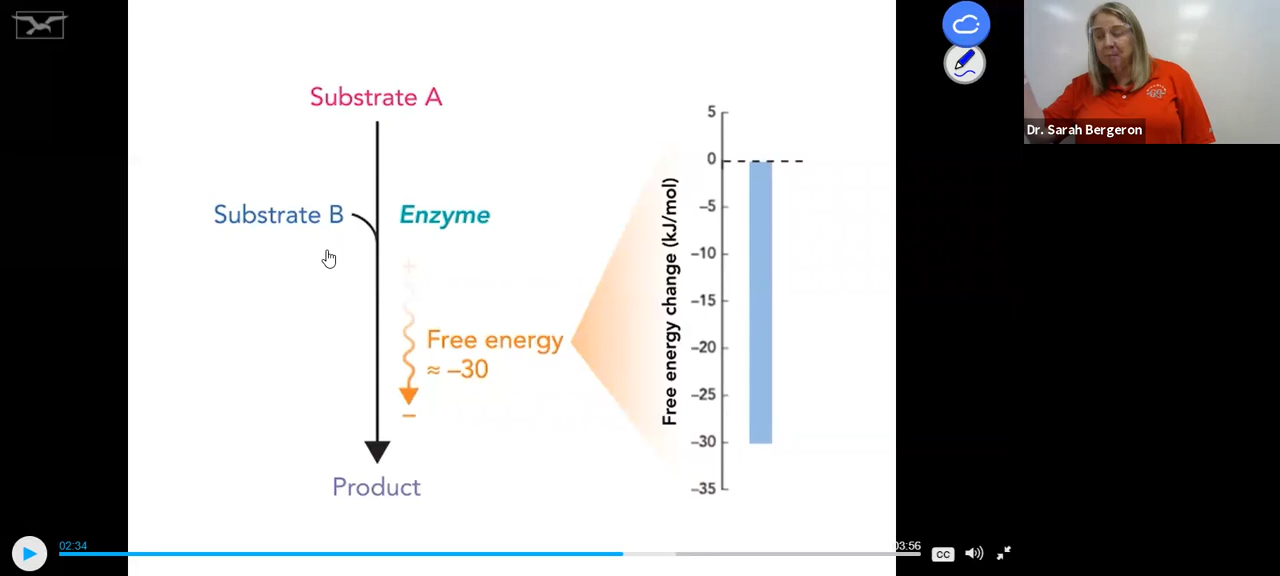 Substrate A
Substrate B
Enzyme
+
Free energy
≈ –30
–
Product
Free energy change (kJ/mol)
5
0
–5
–10
–15
–20
–25
–30
–35
Dr. Sarah Bergeron
02:34
03:56
CC